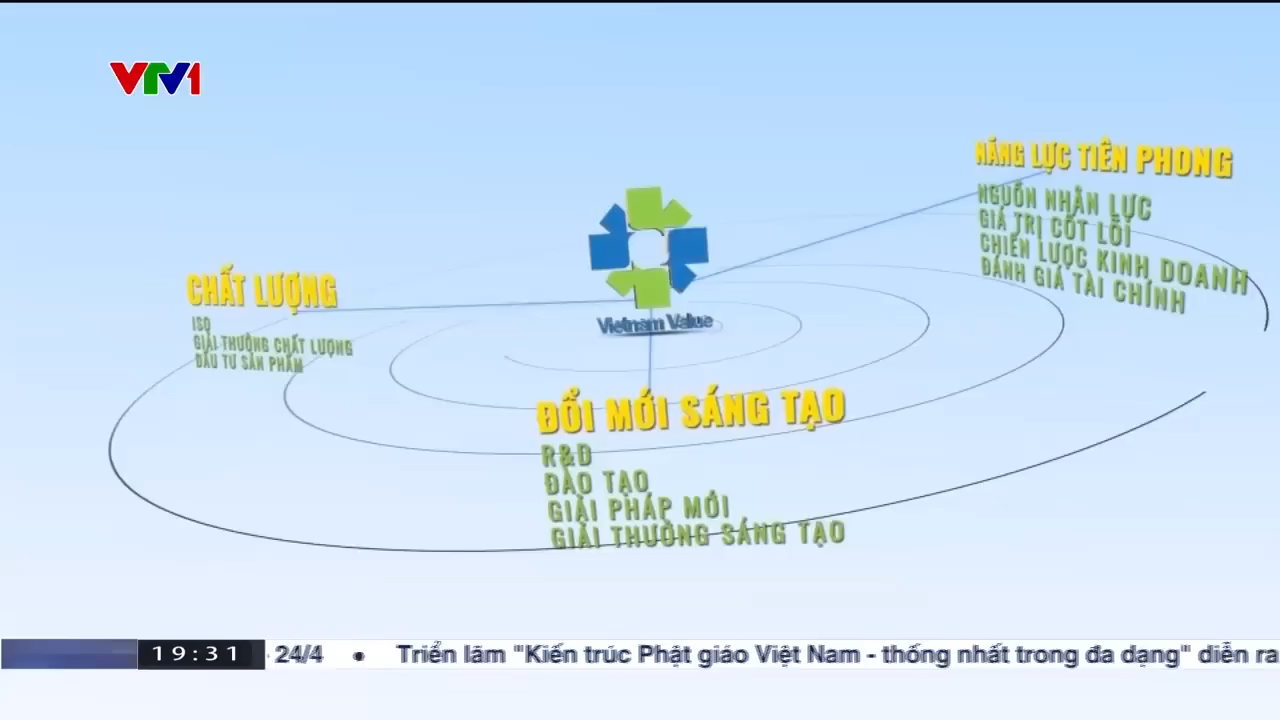 VTV1
NĂNG LỰC TIÊN PHONG
NGUỒN NHÂN LỰC
GIÁ TRỊ CỐT LÕI
CHIẾN LƯỢC KINH DOANH
ĐÁNH GIÁ TÀI CHÍNH
CHẤT LƯỢNG
ISO
GIẢI THƯỞNG CHẤT LƯỢNG
ĐẦU TƯ SẢN PHẨM
Vietnam Value
ĐỔI MỚI SÁNG TẠO
R&D
ĐÀO TẠO
GIẢI PHÁP MỚI
GIẢI THƯỞNG SÁNG TẠO
19:31 24/4 • Triển lãm "Kiến trúc Phật giáo Việt Nam - thống nhất trong đa dạng" diễn ra